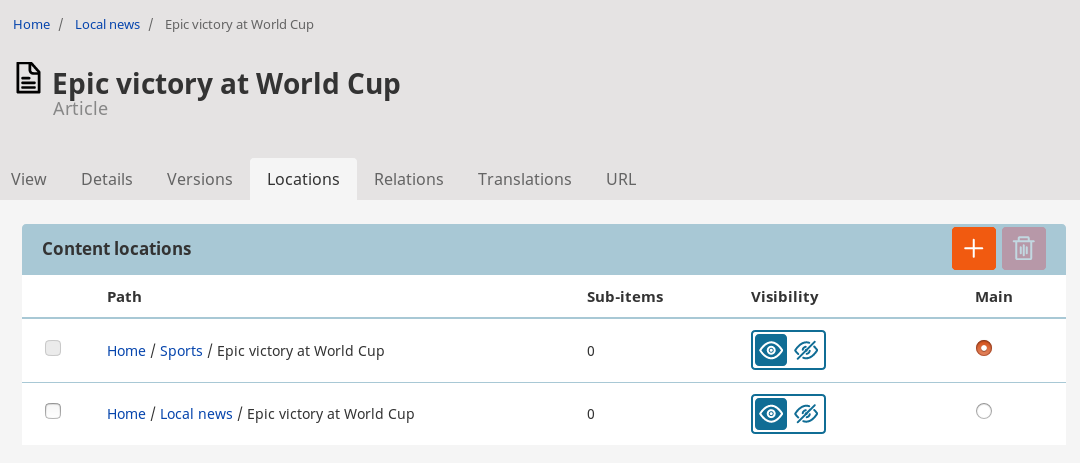 Home / Local news / Epic victory at World Cup
Epic victory at World Cup
Article
View Details Versions Locations Relations Translations URL
Content locations
Path Sub-items Visibility Main
Home / Sports / Epic victory at World Cup 0
Home / Local news / Epic victory at World Cup 0